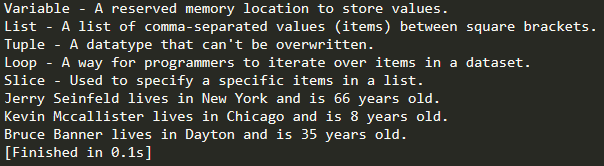 Variable - A reserved memory location to store values.
List - A list of comma-separated values (items) between square brackets.
Tuple - A datatype that can't be overwritten.
Loop - A way for programmers to iterate over items in a dataset.
Slice - Used to specify a specific items in a list.
Jerry Seinfeld lives in New York and is 66 years old.
Kevin Mccallister lives in Chicago and is 8 years old.
Bruce Banner lives in Dayton and is 35 years old.
[Finished in 0.1s]